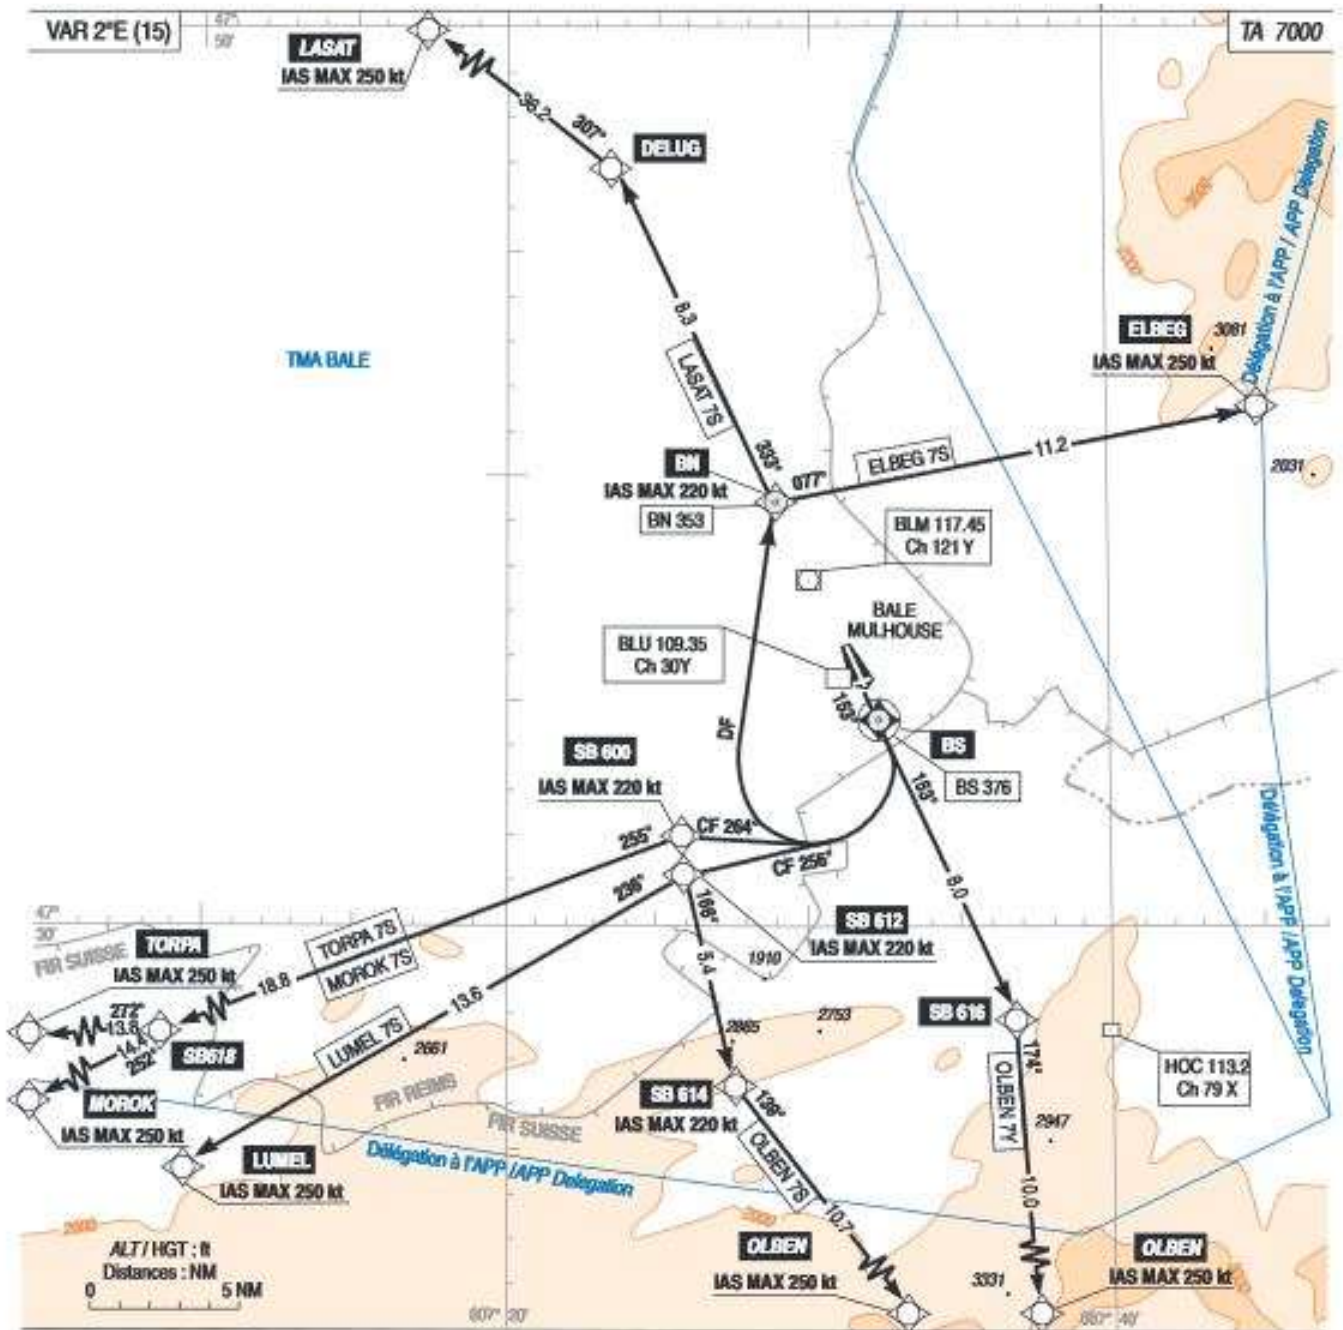 VAR 2°E (15)
47°
50'
LASAT
IAS MAX 250 kt
TA 7000
36.2
307°
DELUG
Délégation à l'APP / APP Delegation
8.3
TMA BALE
ELBEG
3081
IAS MAX 250 kt
LASAT 7S
333°
BN
IAS MAX 220 kt
BN 353
077°
ELBEG 7S
11.2
2031
BLM 117.45
Ch 121 Y
BALE
MULHOUSE
BLU 109.35
Ch 30Y
153°
DF
BS
BS 376
SB 600
IAS MAX 220 kt
153°
255°
CF 264°
CF 256°
236°
166°
8.0
Délégation à l'APP /APP Delegation
47°
30'
FIR SUISSE
TORPA
IAS MAX 250 kt
TORPA 7S
MOROK 7S
18.8
SB 612
IAS MAX 220 kt
5.4
1910
13.6
272°
13.8
14.4
252°
SB618
LUMEL 7S
2661
2753
SB 616
174°
HOC 113.2
Ch 79 X
MOROK
IAS MAX 250 kt
FIR REIMS
FIR SUISSE
SB 614
IAS MAX 220 kt
136°
OLBEN 7S
OLBEN 7Y
2947
LUMEL
IAS MAX 250 kt
Délégation à l'APP /APP Delegation
10.7
10.0
2000
ALT / HGT : ft
Distances : NM
0
5 NM
OLBEN
IAS MAX 250 kt
3331
OLBEN
IAS MAX 250 kt
007° 20'
007° 40'